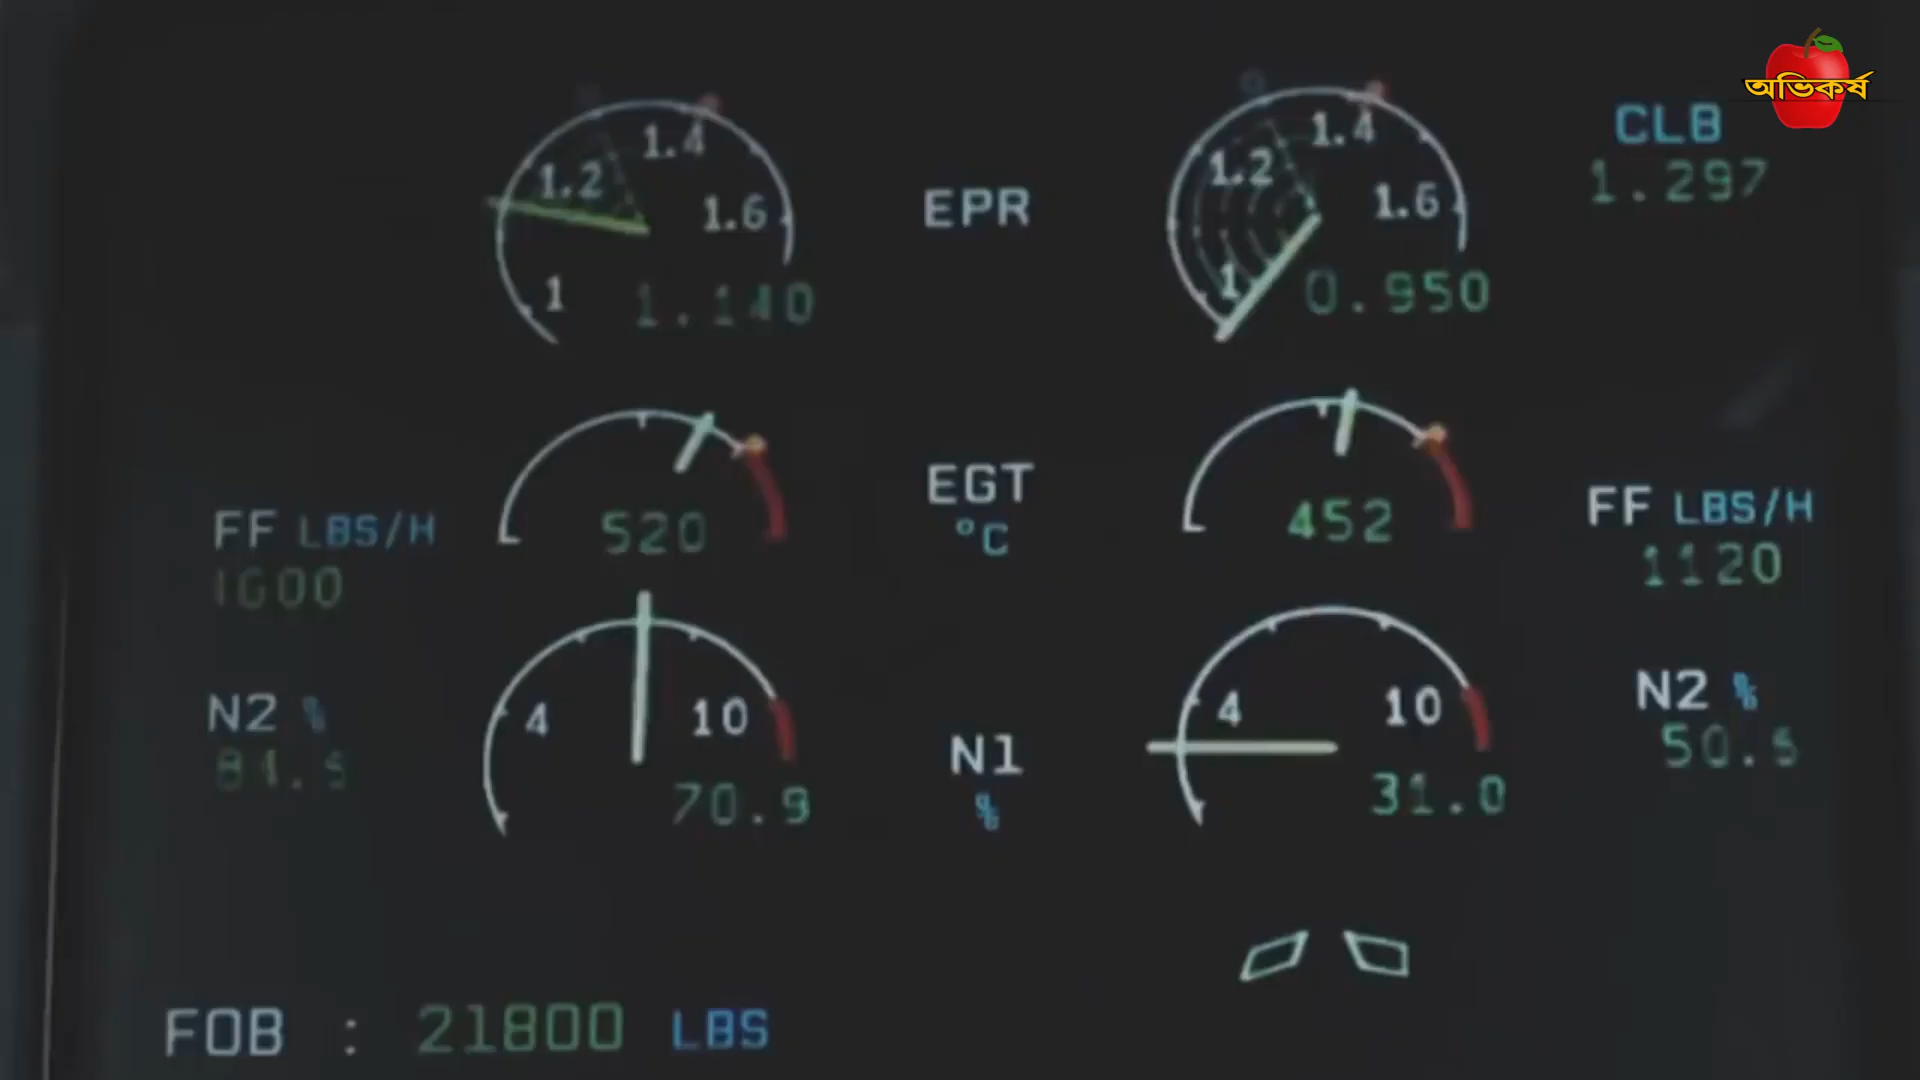 অভিকর্ষ
1.4
1.2
1.6
1
1.140
EPR
1.4
1.2
1.6
1
0.950
CLB
1.297
FF LBS/H
520
EGT
°C
452
FF LBS/H
1120
N2 %
4
10
70.9
N1
%
4
10
31.0
N2 %
50.5
FOB : 21800 LBS